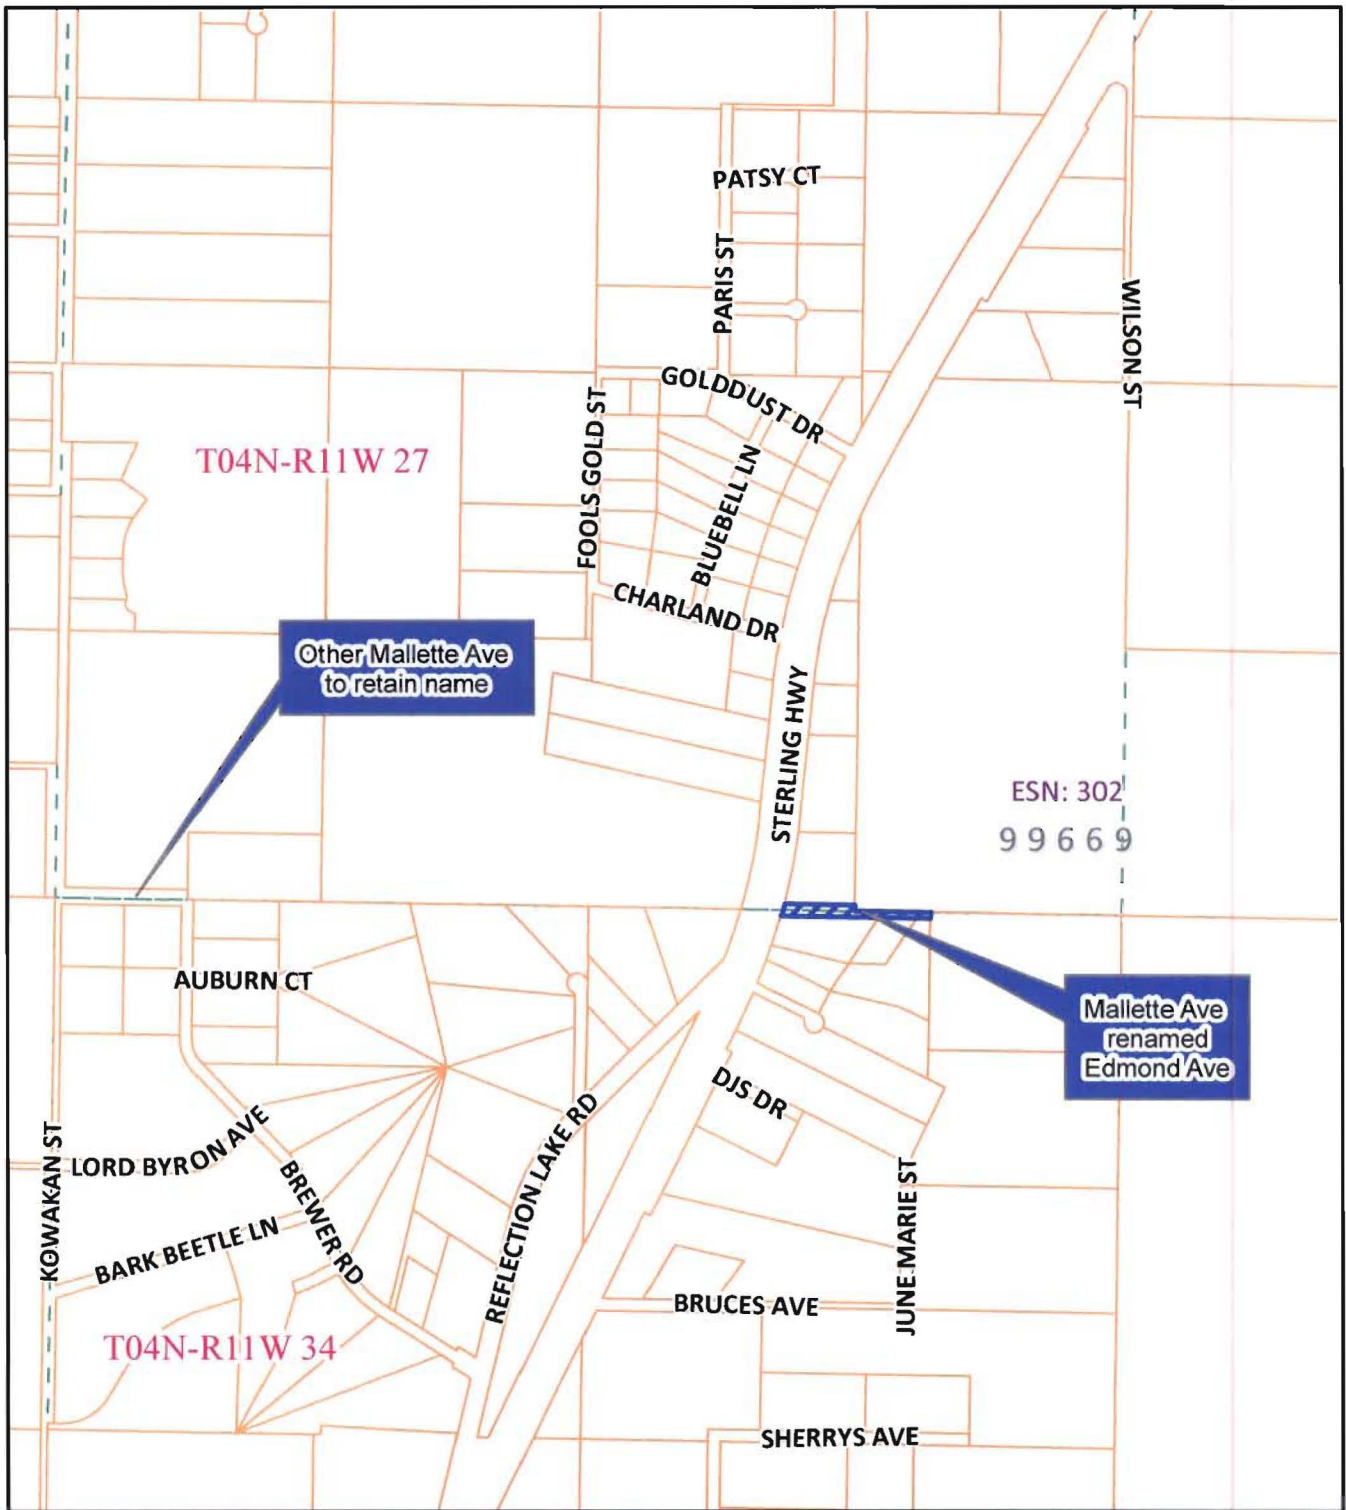 PATSY CT
PARIS ST
WILSON ST
GOLDDUST DR
FOOLS GOLD ST
T04N-R11W 27
BLUEBELL LN
CHARLAND DR
Other Mallette Ave
to retain name
STERLING HWY
ESN: 302
99669
AUBURN CT
Mallette Ave
renamed
Edmond Ave
DJS DR
REFLECTION LAKE RD
KOWAKAN ST
LORD BYRON AVE
BREWER RD
JUNE MARIE ST
BARK BEETLE LN
BRUCES AVE
T04N-R11W 34
SHERRYS AVE